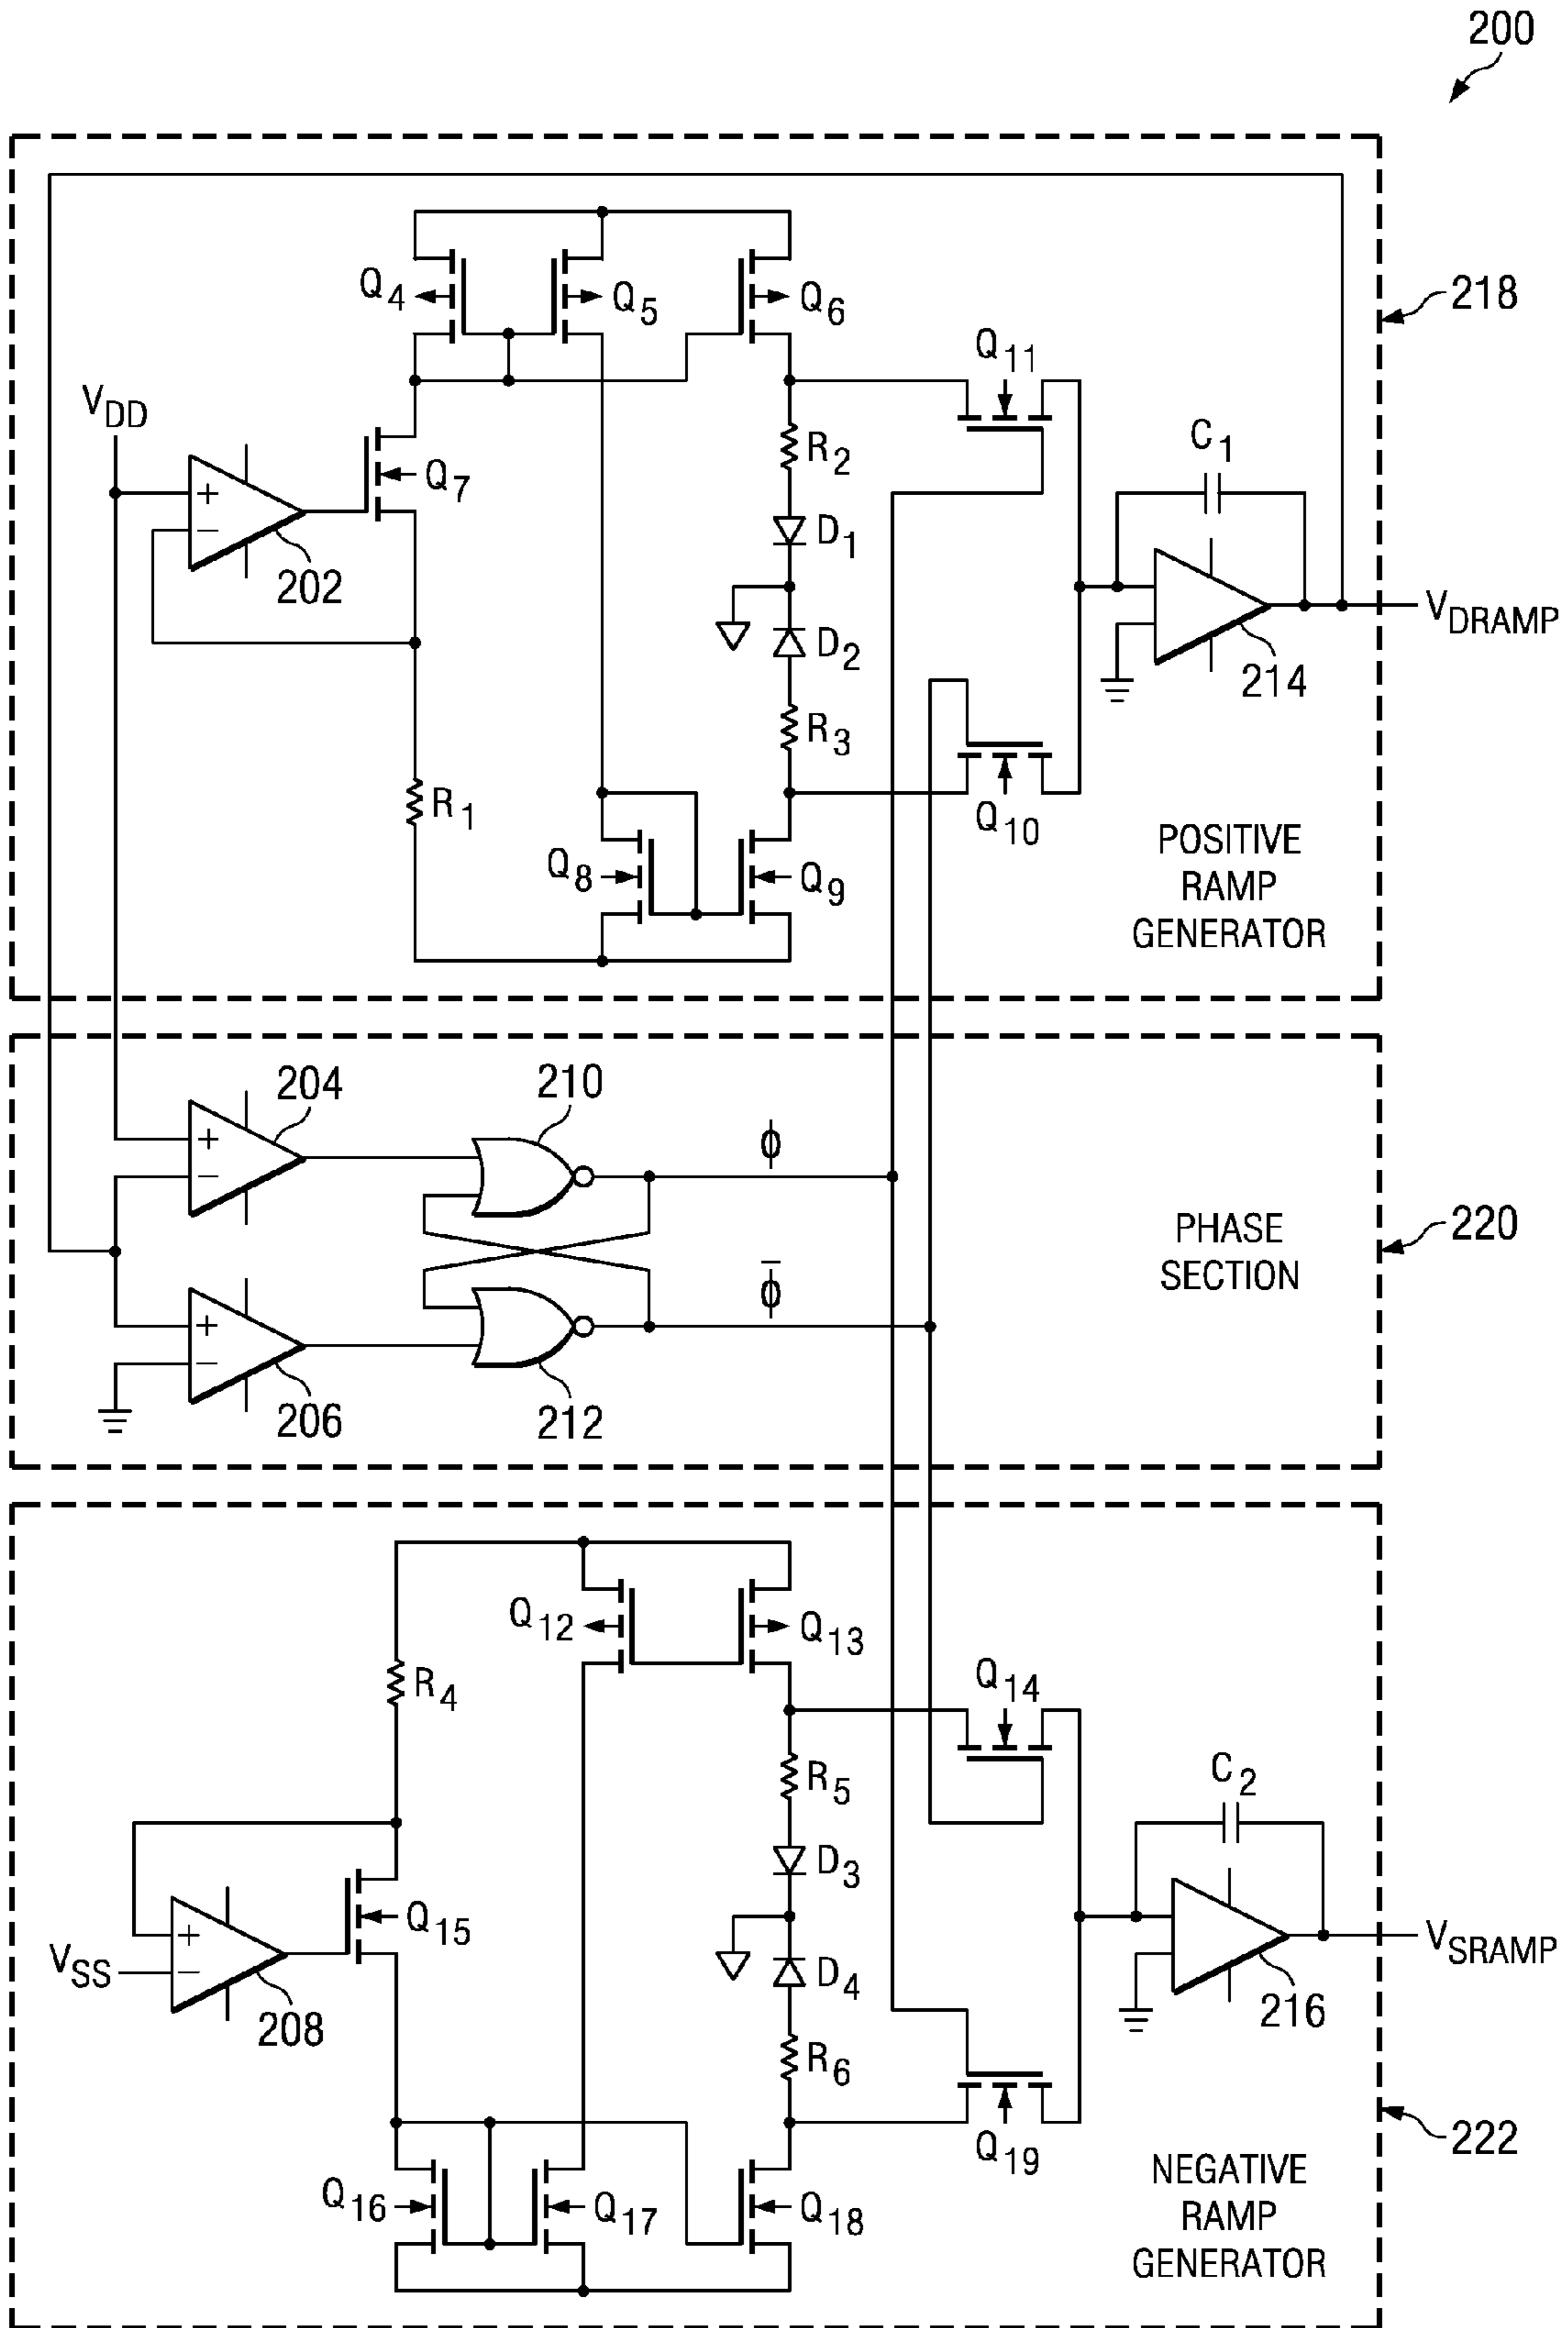 200
218
Q4
Q5
Q6
Q11
VDD
+
−
202
Q7
R2
D1
C1
214
VDRAMP
D2
R3
R1
Q10
Q8
Q9
POSITIVE
RAMP
GENERATOR
204
+
−
210
ϕ
PHASE
SECTION
220
ϕ̅
+
−
206
212
Q12
Q13
R4
Q14
R5
C2
D3
Q15
+
VSS −
208
D4
216
VSRAMP
R6
Q19
222
Q16
Q17
Q18
NEGATIVE
RAMP
GENERATOR